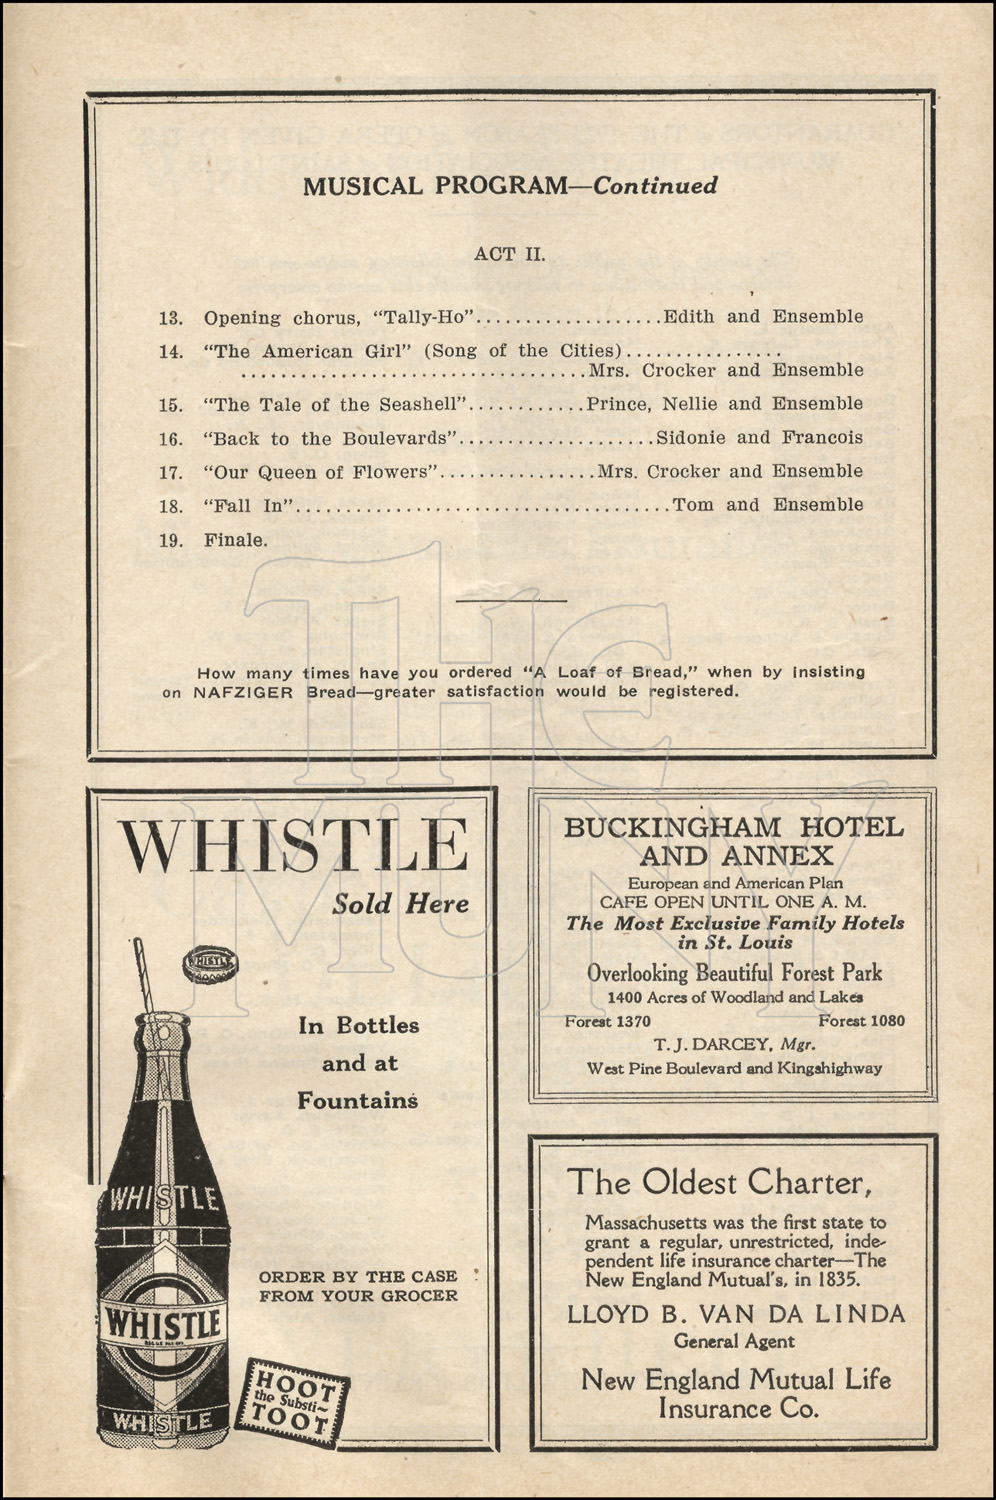 MUSICAL PROGRAM—Continued
ACT II.
13. Opening chorus, “Tally-Ho”...................Edith and Ensemble
14. “The American Girl” (Song of the Cities)................
...................................Mrs. Crocker and Ensemble
15. “The Tale of the Seashell”............Prince, Nellie and Ensemble
16. “Back to the Boulevards”....................Sidonie and Francois
17. “Our Queen of Flowers”................Mrs. Crocker and Ensemble
18. “Fall In”......................................Tom and Ensemble
19. Finale.
How many times have you ordered “A Loaf of Bread,” when by insisting
on NAFZIGER Bread—greater satisfaction would be registered.
THE
MUNY
WHISTLE
Sold Here
WHISTLE
In Bottles
and at
Fountains
WHISTLE
ORDER BY THE CASE
FROM YOUR GROCER
WHISTLE
WHISTLE
HOOT
the Substi-
TOOT
BUCKINGHAM HOTEL
AND ANNEX
European and American Plan
CAFE OPEN UNTIL ONE A. M.
The Most Exclusive Family Hotels
in St. Louis
Overlooking Beautiful Forest Park
1400 Acres of Woodland and Lakes
Forest 1370 Forest 1080
T. J. DARCEY, Mgr.
West Pine Boulevard and Kingshighway
The Oldest Charter,
Massachusetts was the first state to
grant a regular, unrestricted, inde-
pendent life insurance charter—The
New England Mutual's, in 1835.
LLOYD B. VAN DA LINDA
General Agent
New England Mutual Life
Insurance Co.